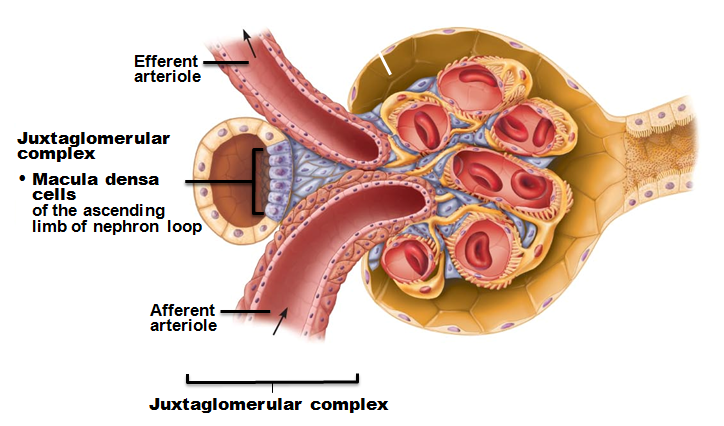 Efferent
arteriole
Juxtaglomerular
complex
• Macula densa
cells
of the ascending
limb of nephron loop
Afferent
arteriole
Juxtaglomerular complex